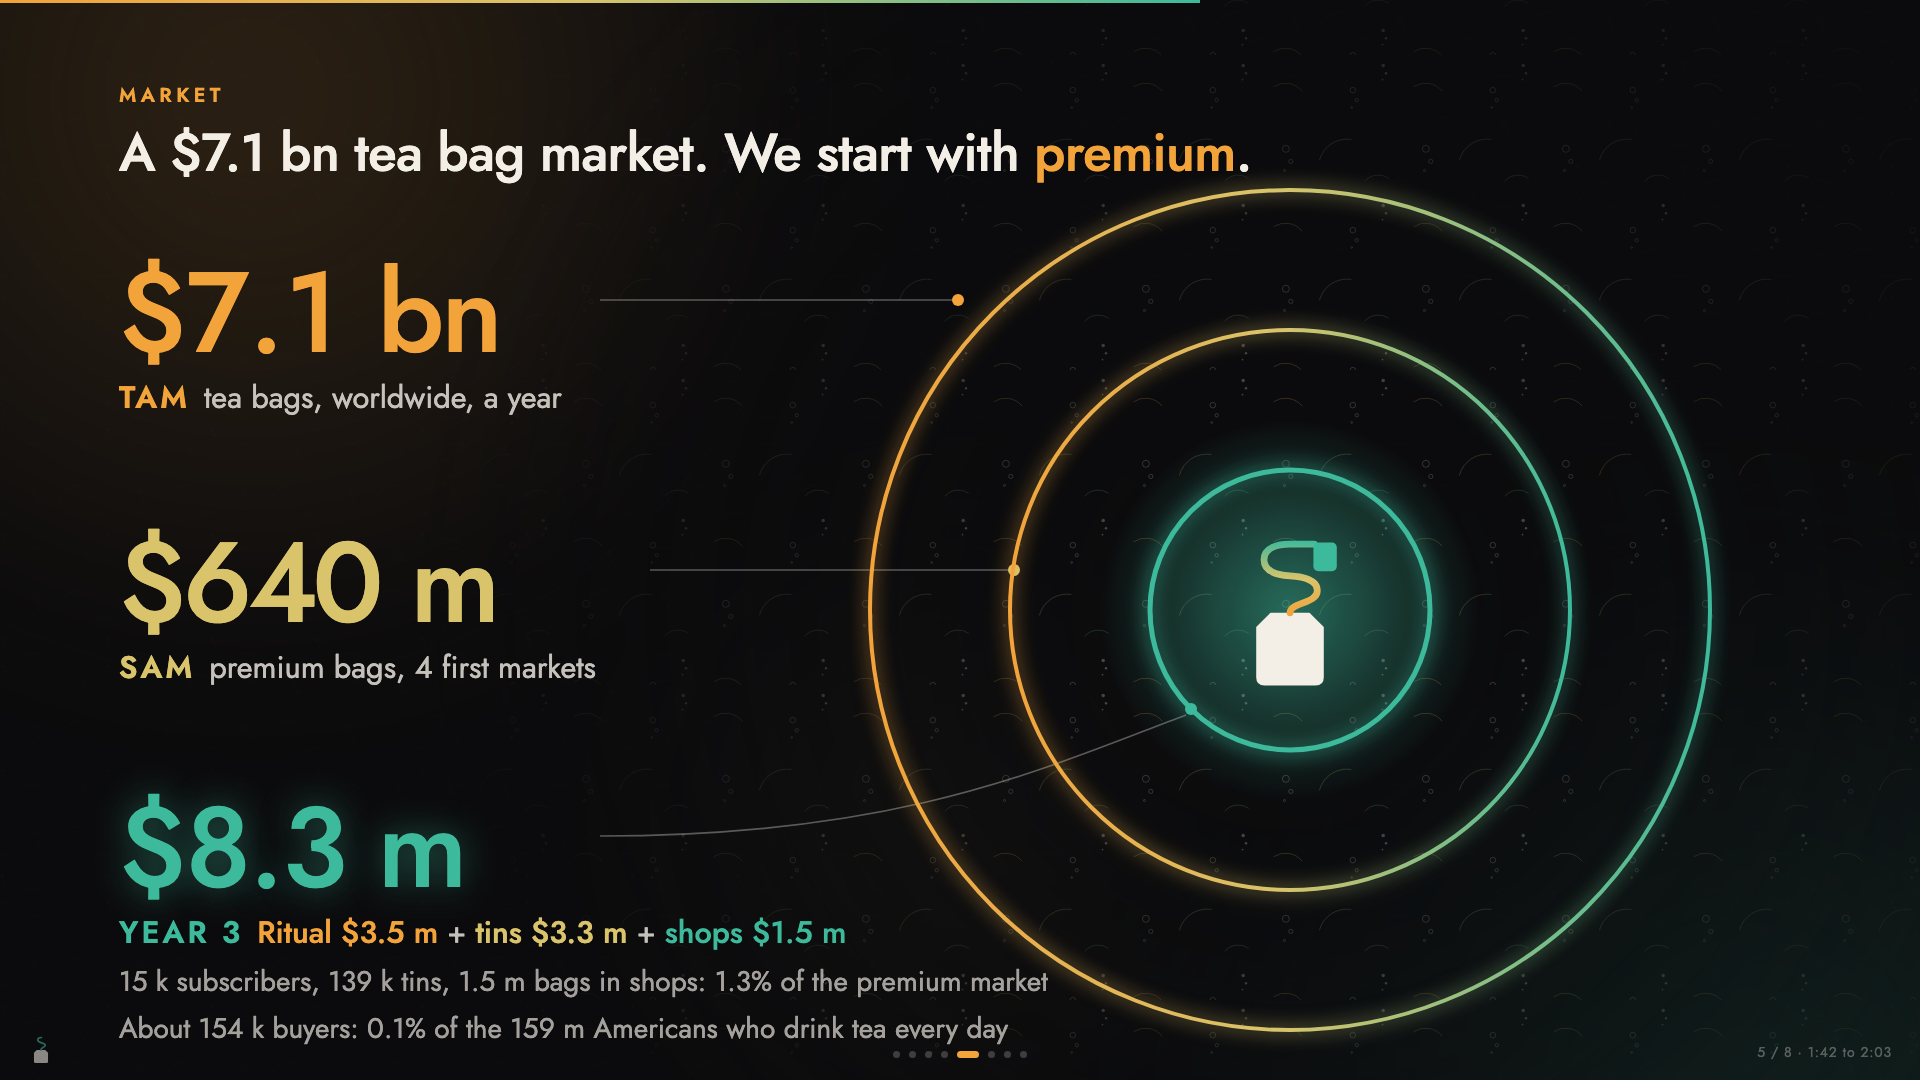 MARKET
A $7.1 bn tea bag market. We start with premium.
$7.1 bn
TAM tea bags, worldwide, a year
$640 m
SAM premium bags, 4 first markets
$8.3 m
YEAR 3 Ritual $3.5 m + tins $3.3 m + shops $1.5 m
15 k subscribers, 139 k tins, 1.5 m bags in shops: 1.3% of the premium market
About 154 k buyers: 0.1% of the 159 m Americans who drink tea every day
5 / 8 · 1:42 to 2:03